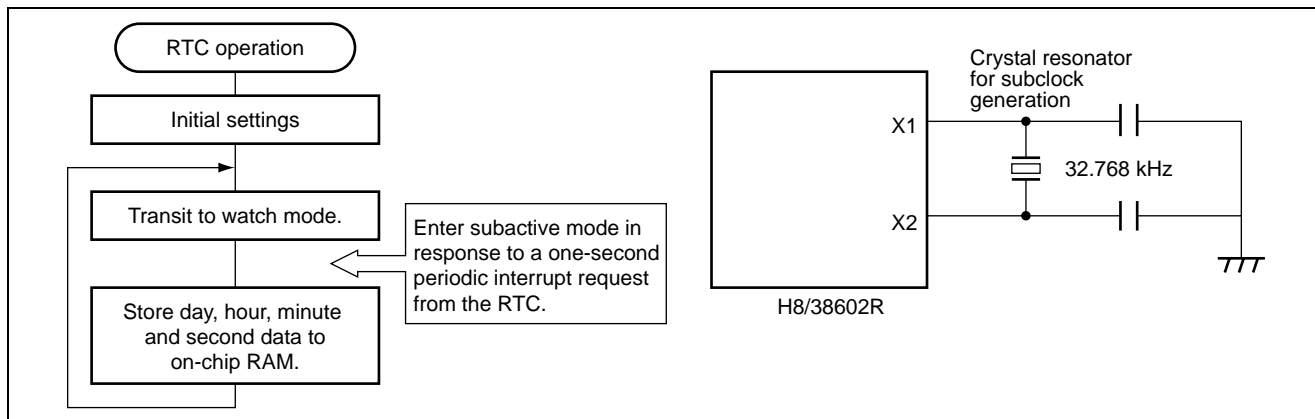 RTC operation
Initial settings
Transit to watch mode.
Enter subactive mode in
response to a one-second
periodic interrupt request
from the RTC.
Store day, hour, minute
and second data to
on-chip RAM.
Crystal resonator
for subclock
generation
X1
32.768 kHz
X2
H8/38602R